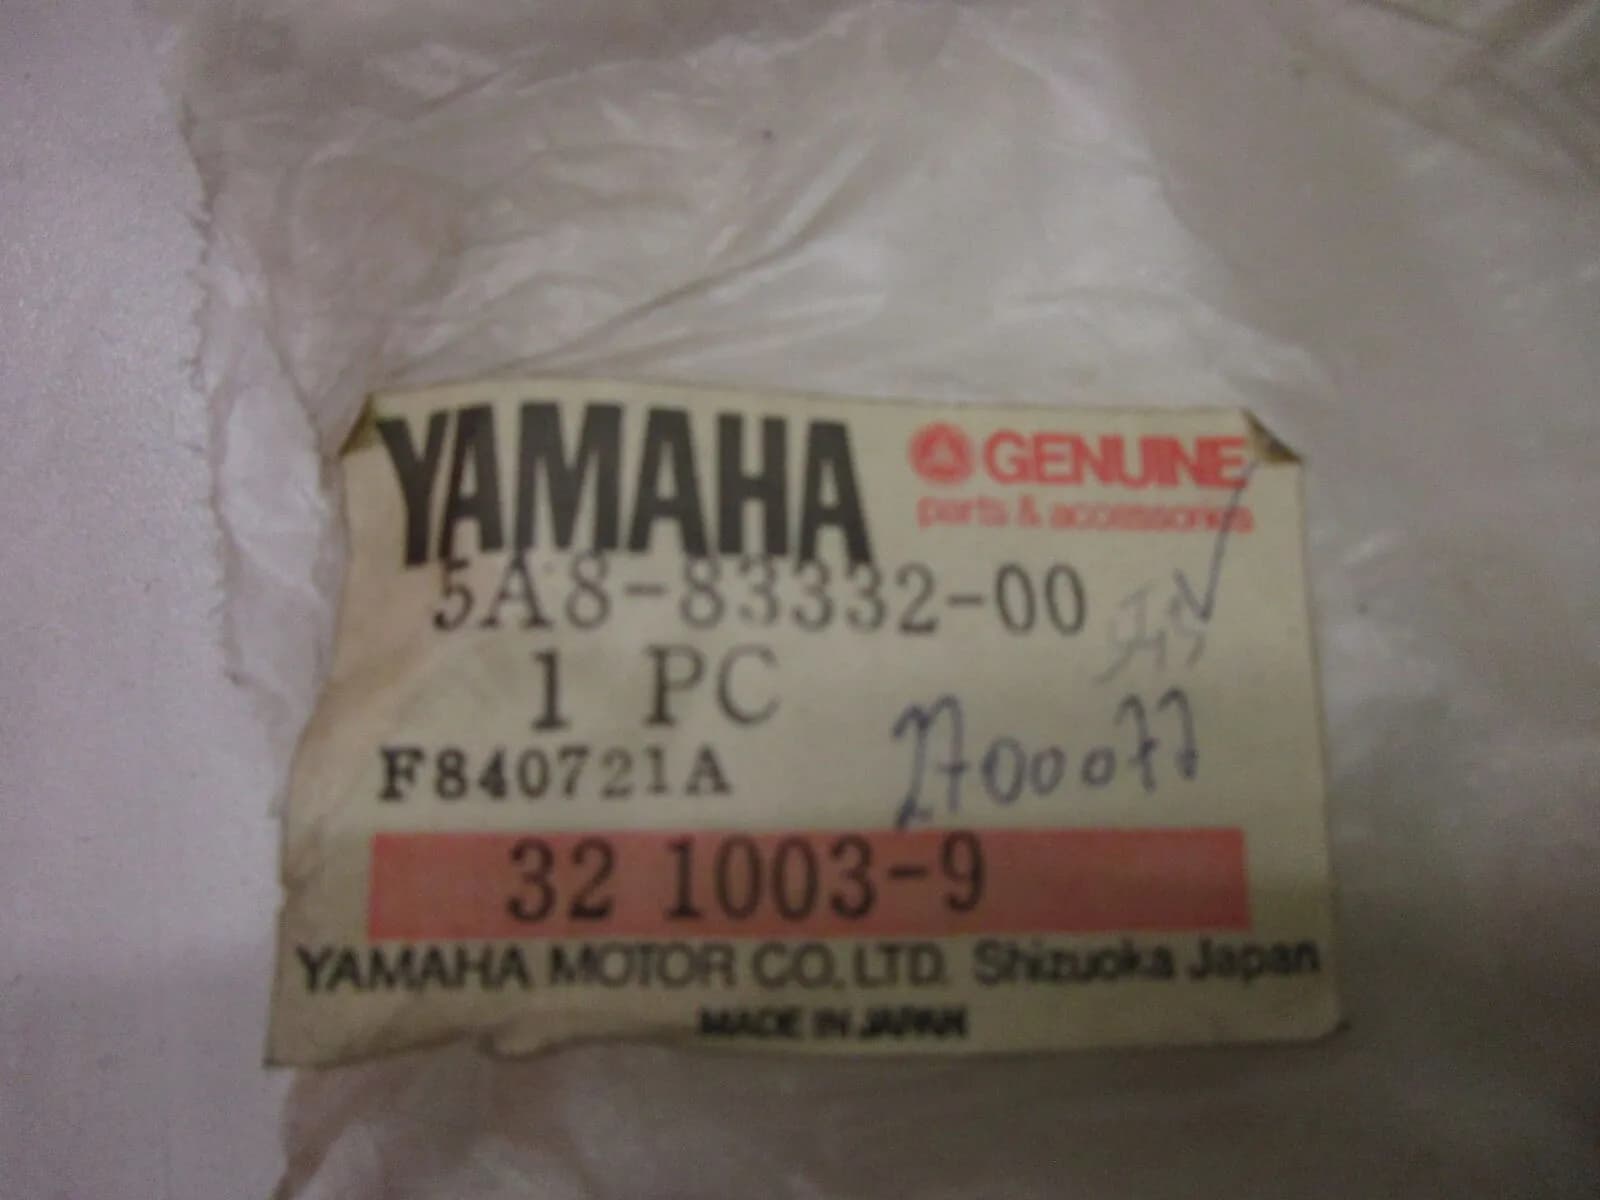 YAMAHA GENUINE
parts & accessories
5A8-83332-00
1 PC
F840721A
2700077
32 1003-9
YAMAHA MOTOR CO., LTD. Shizuoka Japan
MADE IN JAPAN